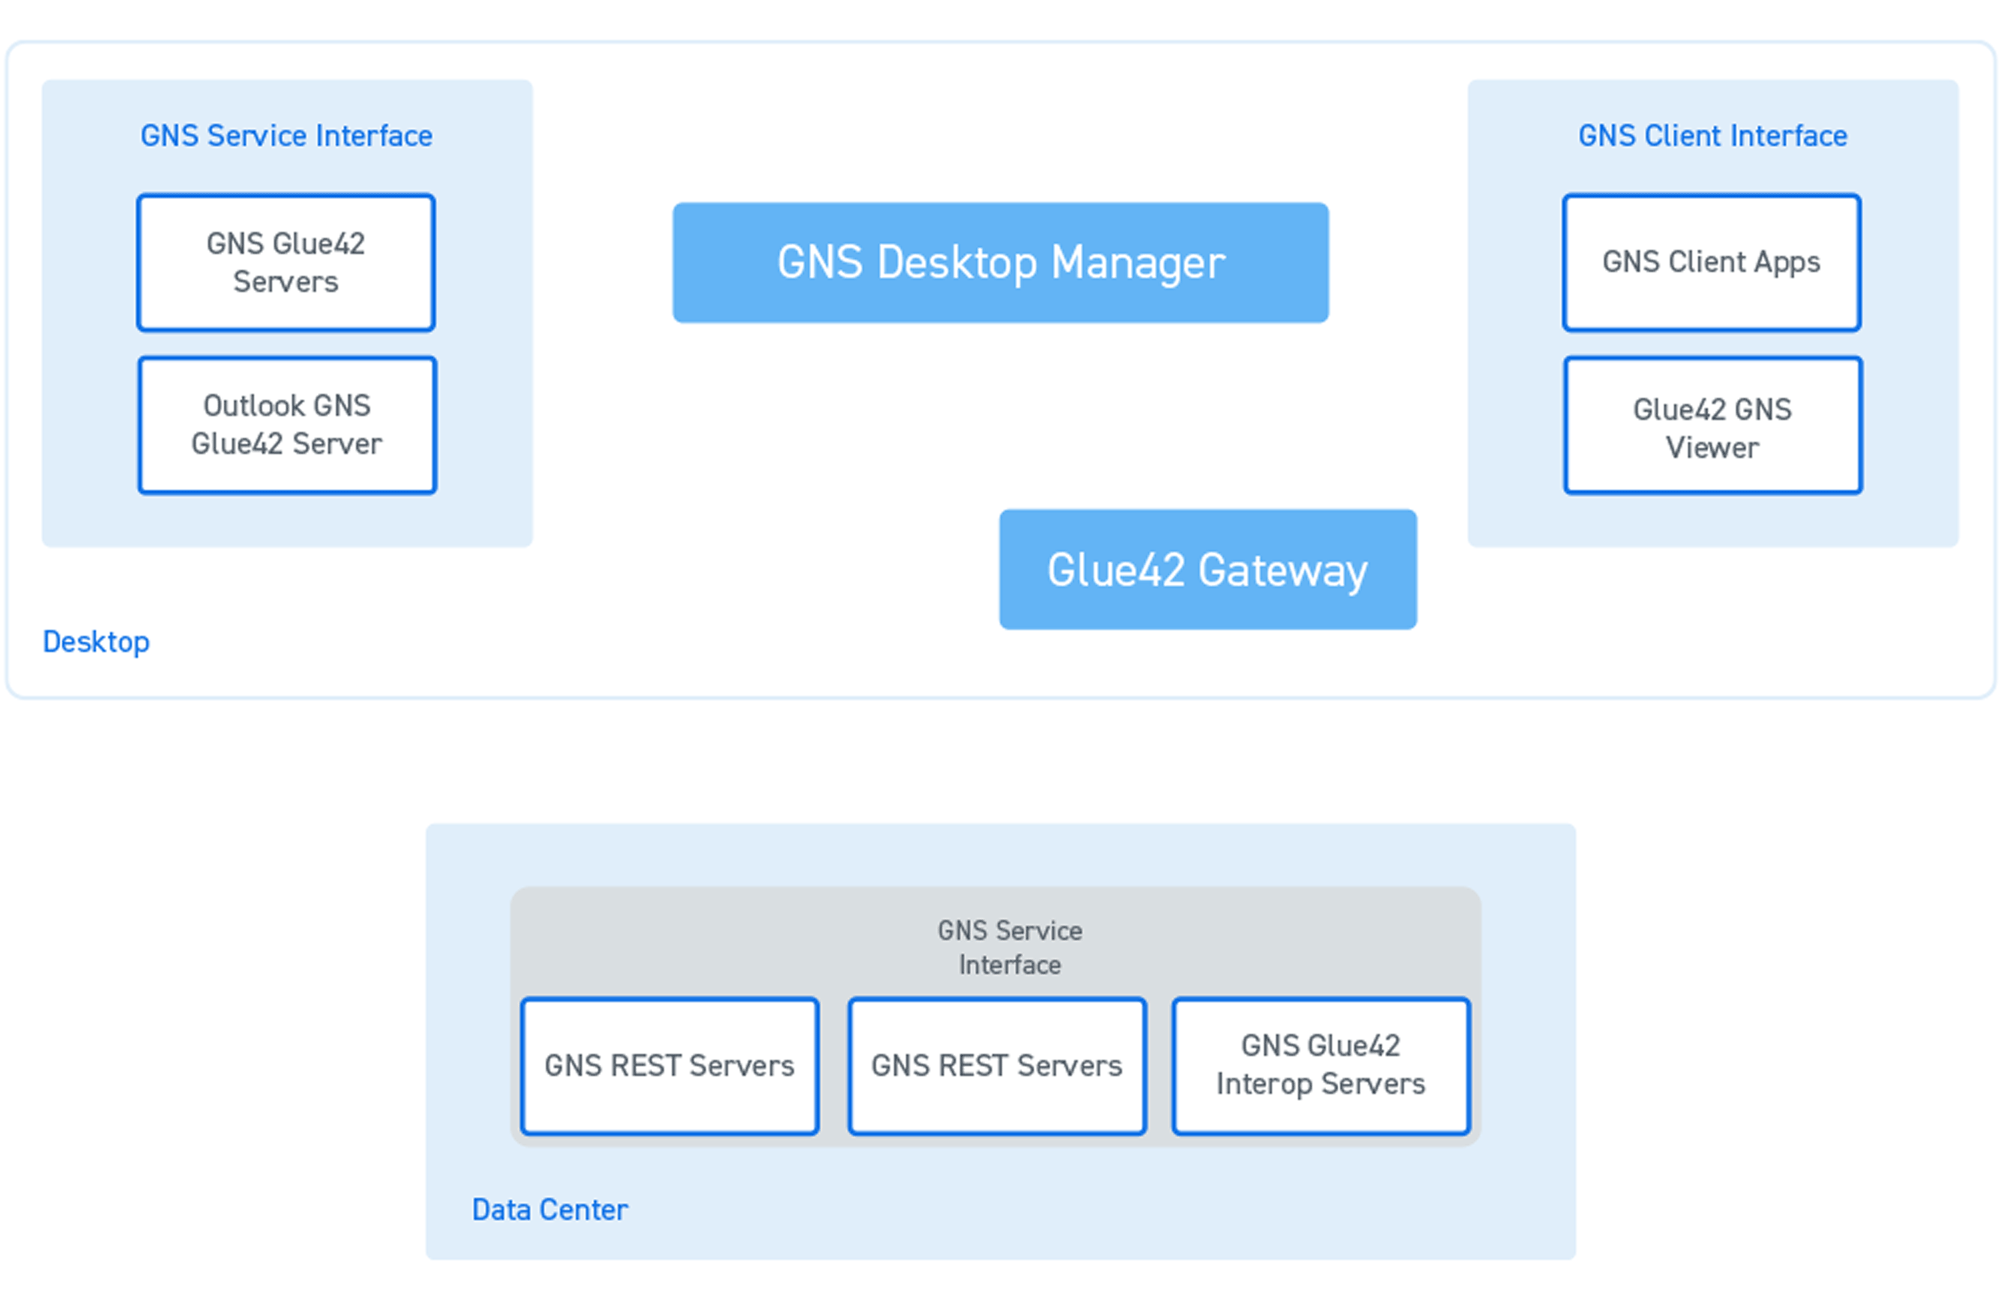 GNS Service Interface
GNS Glue42
Servers
Outlook GNS
Glue42 Server
GNS Desktop Manager
Glue42 Gateway
GNS Client Interface
GNS Client Apps
Glue42 GNS
Viewer
Desktop
GNS Service
Interface
GNS REST Servers
GNS REST Servers
GNS Glue42
Interop Servers
Data Center